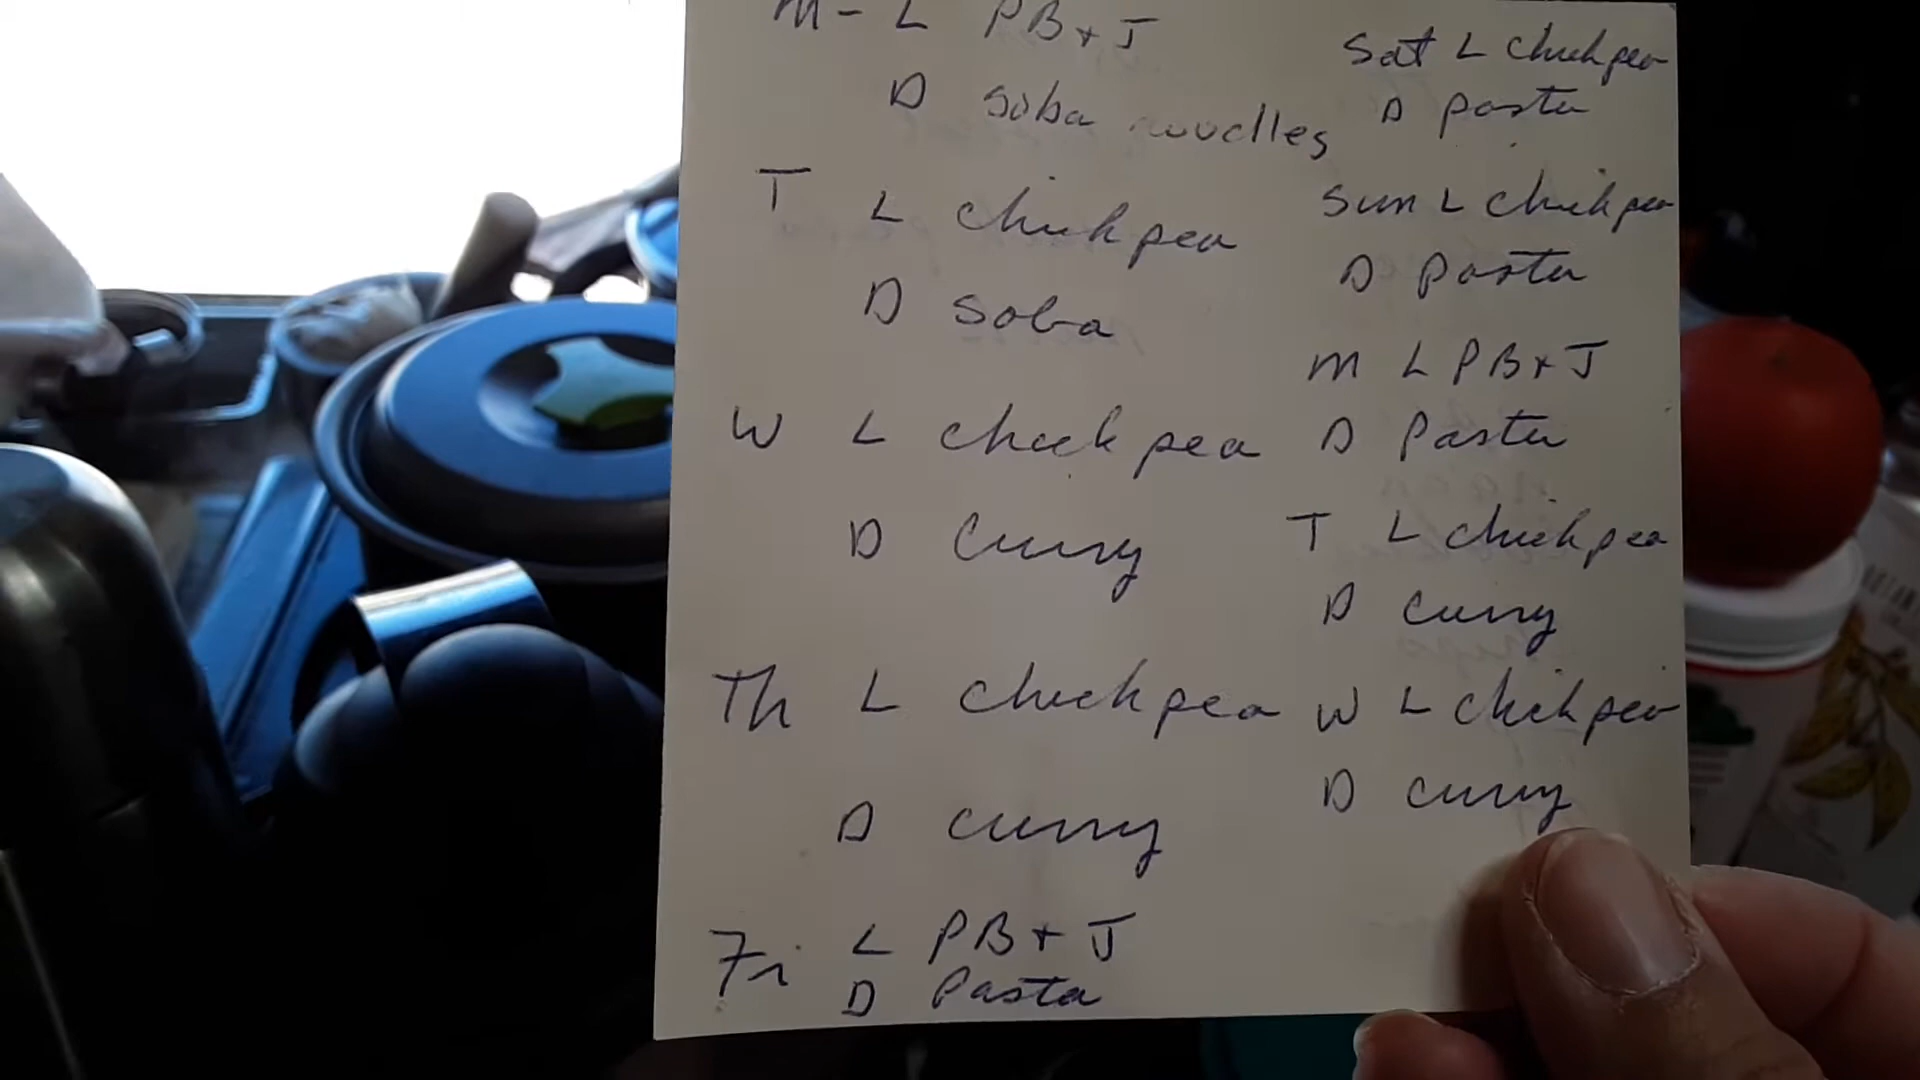 M - L PB + J
D soba noodles
T L chickpea
D soba
W L chickpea
D Curry
Th L chickpea
D curry
Fri L PB + J
D Pasta
Sat L chickpea
D pasta
Sun L chickpea
D Pasta
M L PB + J
D Pasta
T L chickpea
D curry
W L chickpea
D curry